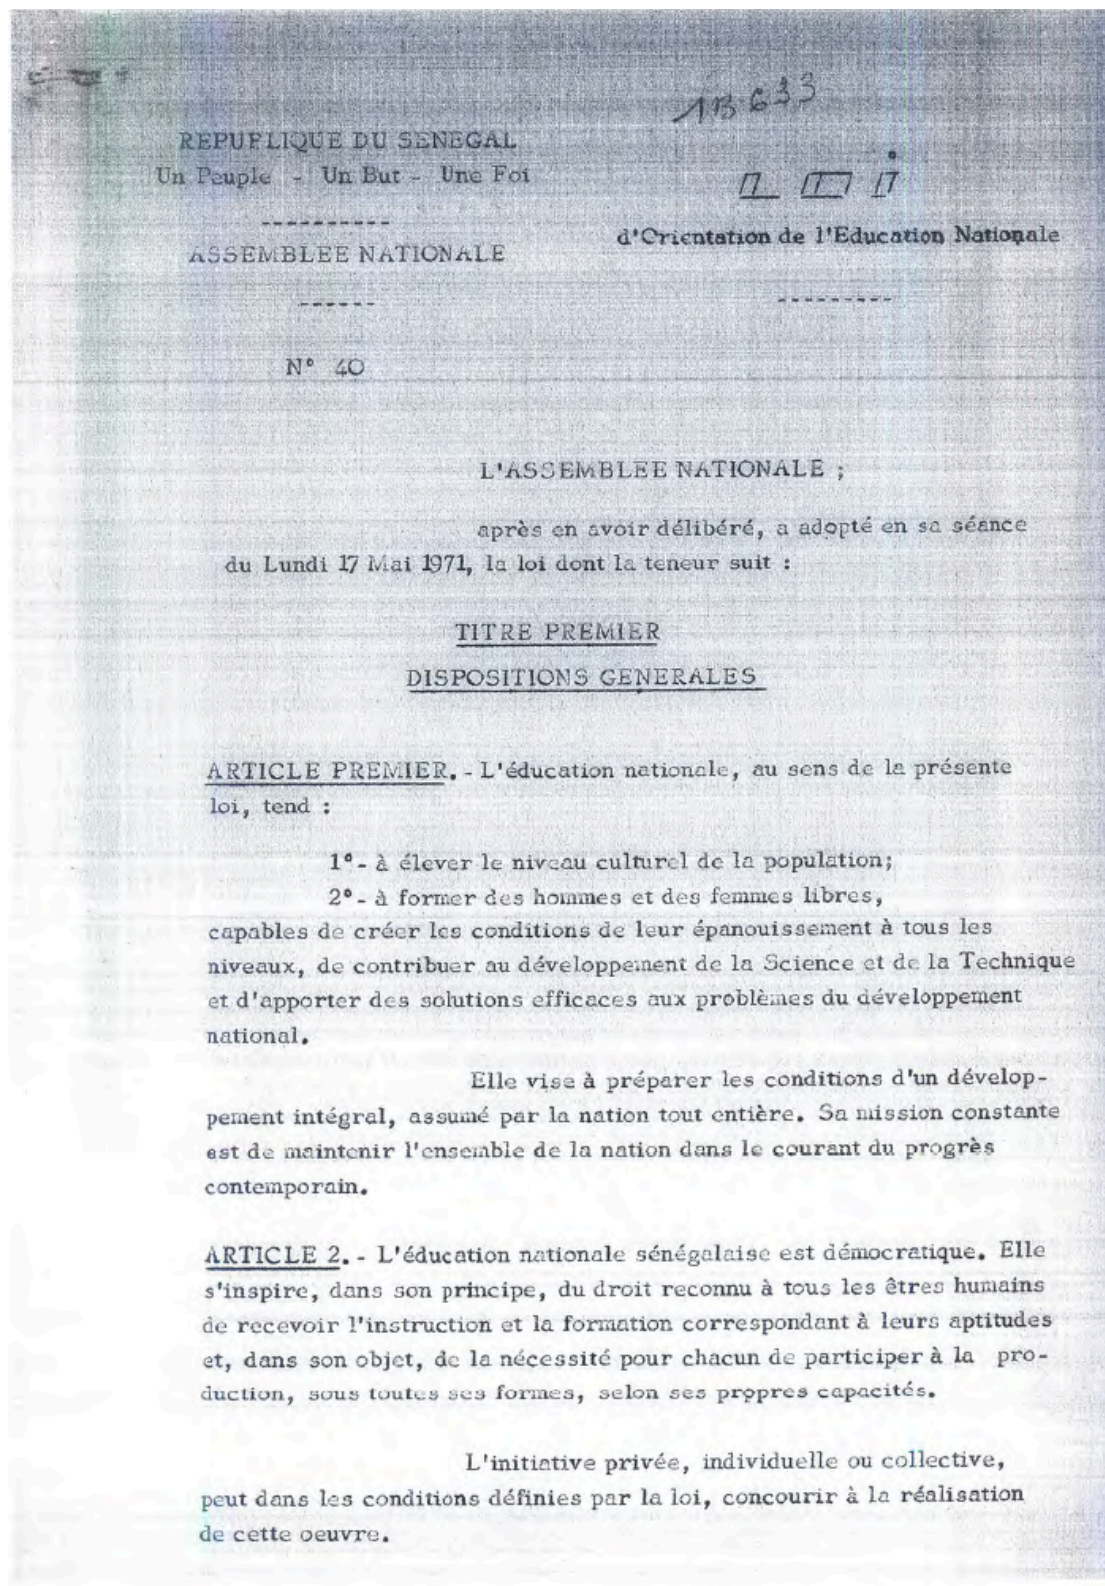 1B 633
REPUBLIQUE DU SENEGAL
Un Peuple - Un But - Une Foi
----------
ASSEMBLEE NATIONALE
------
N° 40
L O I
d'Orientation de l'Education Nationale
---------
L'ASSEMBLEE NATIONALE ;
après en avoir délibéré, a adopté en sa séance
du Lundi 17 Mai 1971, la loi dont la teneur suit :
TITRE PREMIER
DISPOSITIONS GENERALES
ARTICLE PREMIER. - L'éducation nationale, au sens de la présente
loi, tend :
1° - à élever le niveau culturel de la population;
2° - à former des hommes et des femmes libres,
capables de créer les conditions de leur épanouissement à tous les
niveaux, de contribuer au développement de la Science et de la Technique
et d'apporter des solutions efficaces aux problèmes du développement
national.
Elle vise à préparer les conditions d'un dévelop-
pement intégral, assumé par la nation tout entière. Sa mission constante
est de maintenir l'ensemble de la nation dans le courant du progrès
contemporain.
ARTICLE 2. - L'éducation nationale sénégalaise est démocratique. Elle
s'inspire, dans son principe, du droit reconnu à tous les êtres humains
de recevoir l'instruction et la formation correspondant à leurs aptitudes
et, dans son objet, de la nécessité pour chacun de participer à la pro-
duction, sous toutes ses formes, selon ses propres capacités.
L'initiative privée, individuelle ou collective,
peut dans les conditions définies par la loi, concourir à la réalisation
de cette oeuvre.